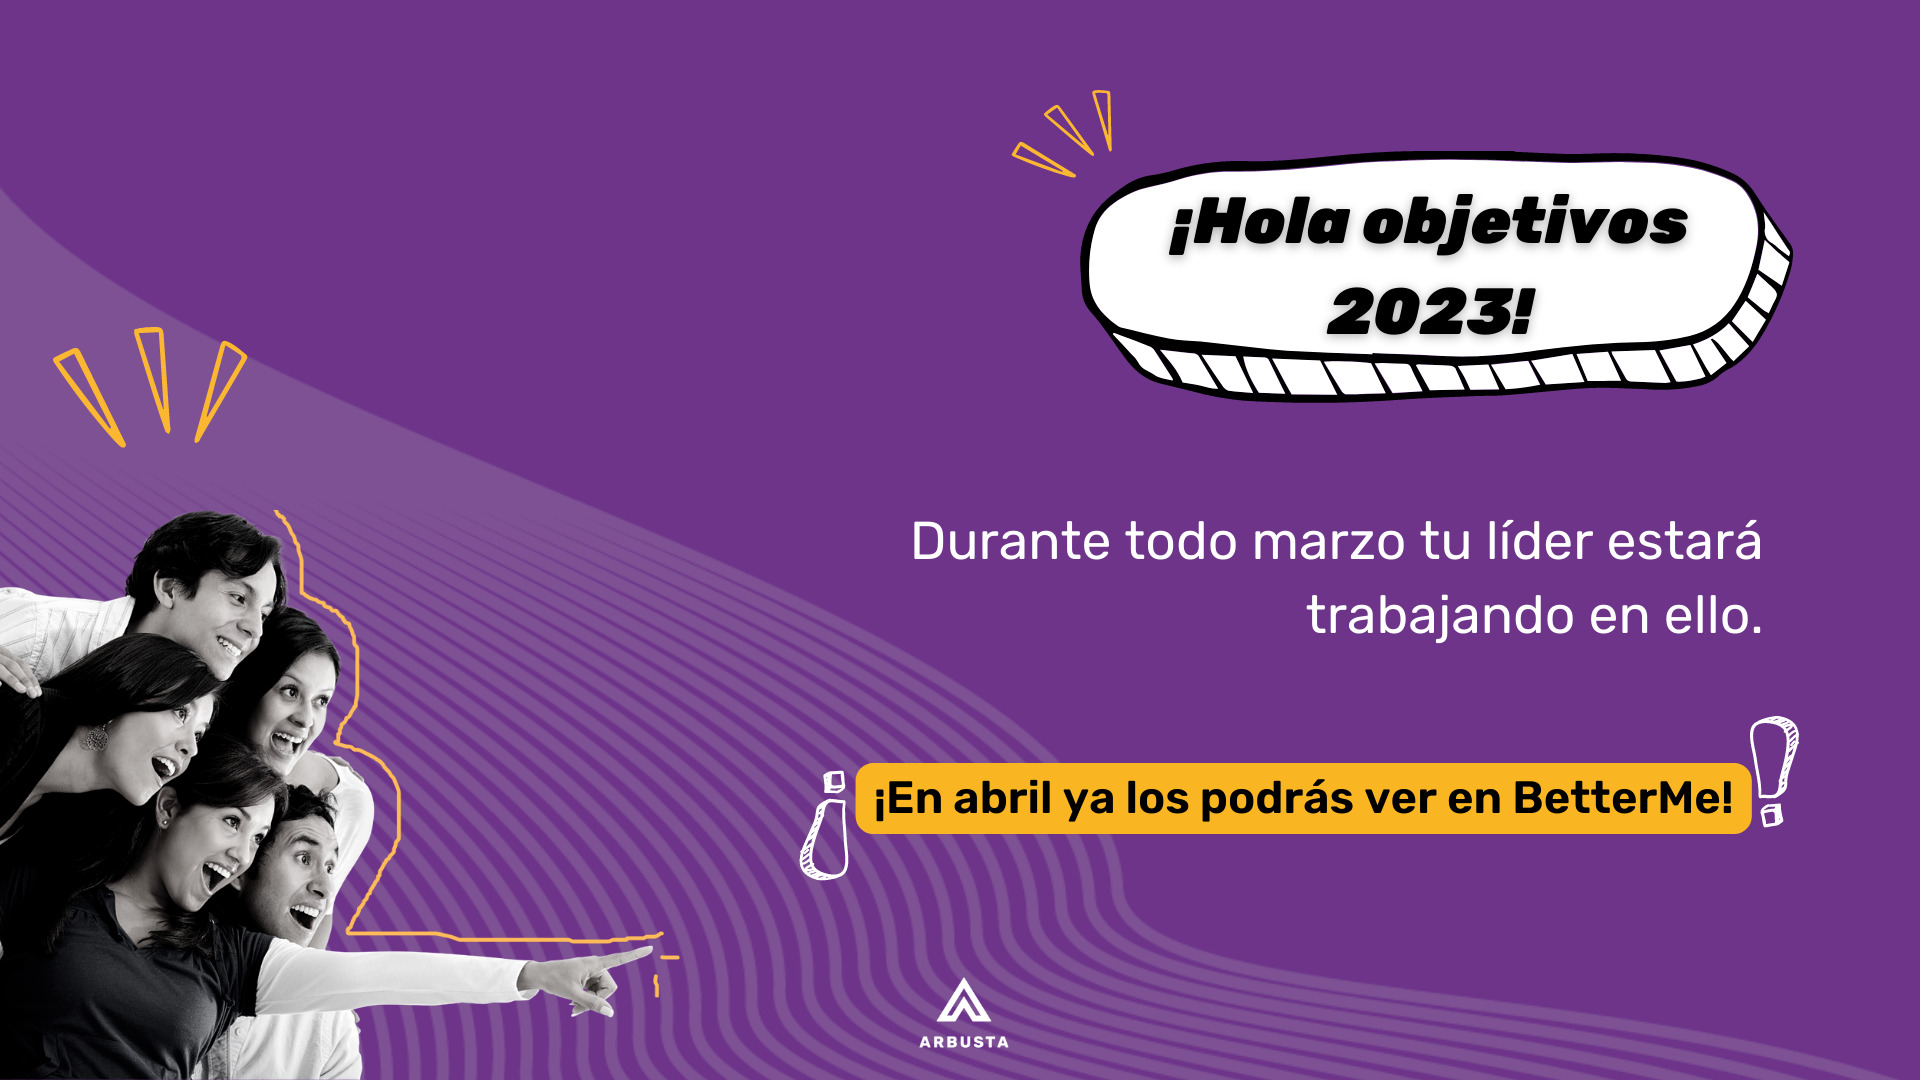 ¡Hola objetivos
2023!
Durante todo marzo tu líder estará
trabajando en ello.
¡En abril ya los podrás ver en BetterMe!
ARBUSTA